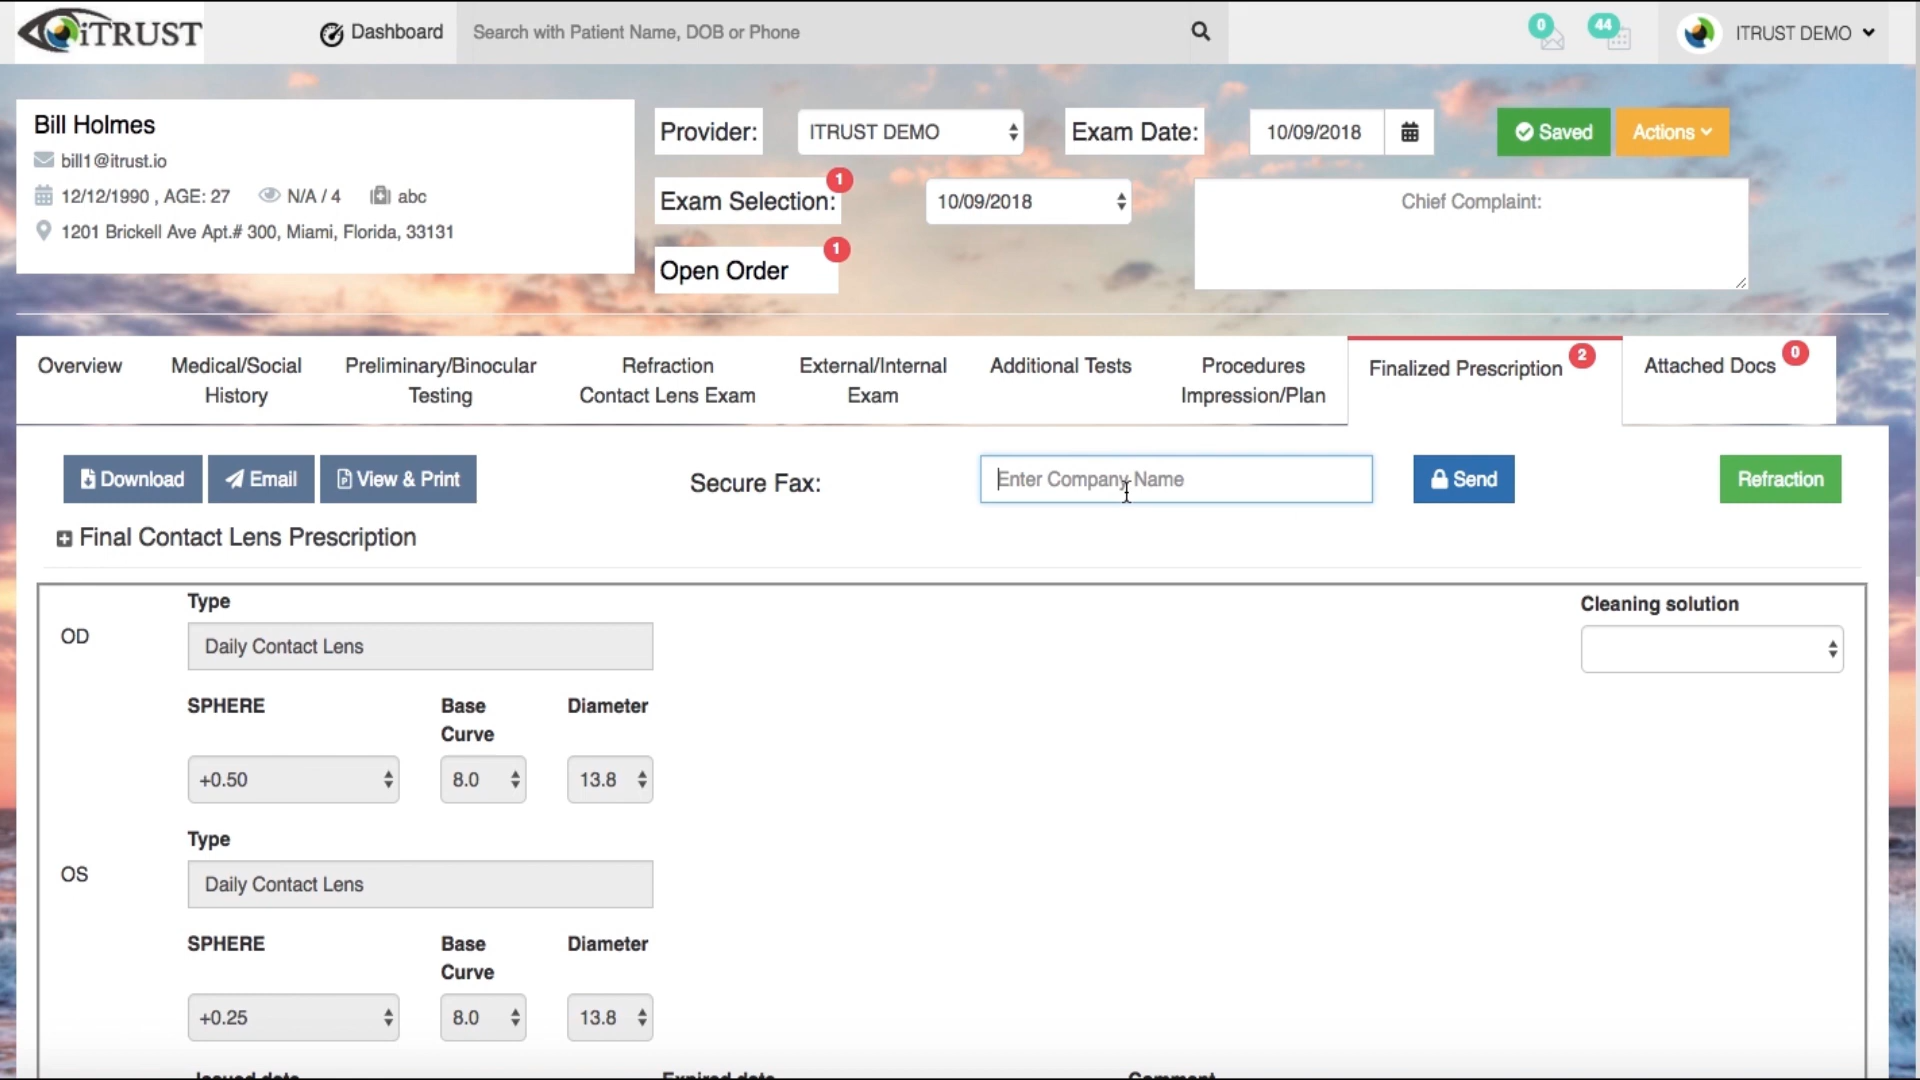 iTRUST
Dashboard
Search with Patient Name, DOB or Phone
0
44
ITRUST DEMO
Bill Holmes
bill1@itrust.io
12/12/1990 , AGE: 27 N/A / 4 abc
1201 Brickell Ave Apt.# 300, Miami, Florida, 33131
Provider: ITRUST DEMO
Exam Date: 10/09/2018
Saved
Actions
Exam Selection: 1
10/09/2018
Chief Complaint:
Open Order 1
Overview
Medical/Social
History
Preliminary/Binocular
Testing
Refraction
Contact Lens Exam
External/Internal
Exam
Additional Tests
Procedures
Impression/Plan
Finalized Prescription 2
Attached Docs 0
Download
Email
View & Print
Secure Fax:
Enter Company Name
Send
Refraction
Final Contact Lens Prescription
OD
Type
Daily Contact Lens
Cleaning solution
SPHERE
Base
Curve
Diameter
+0.50
8.0
13.8
OS
Type
Daily Contact Lens
SPHERE
Base
Curve
Diameter
+0.25
8.0
13.8
Issued date
Expired date
Comment